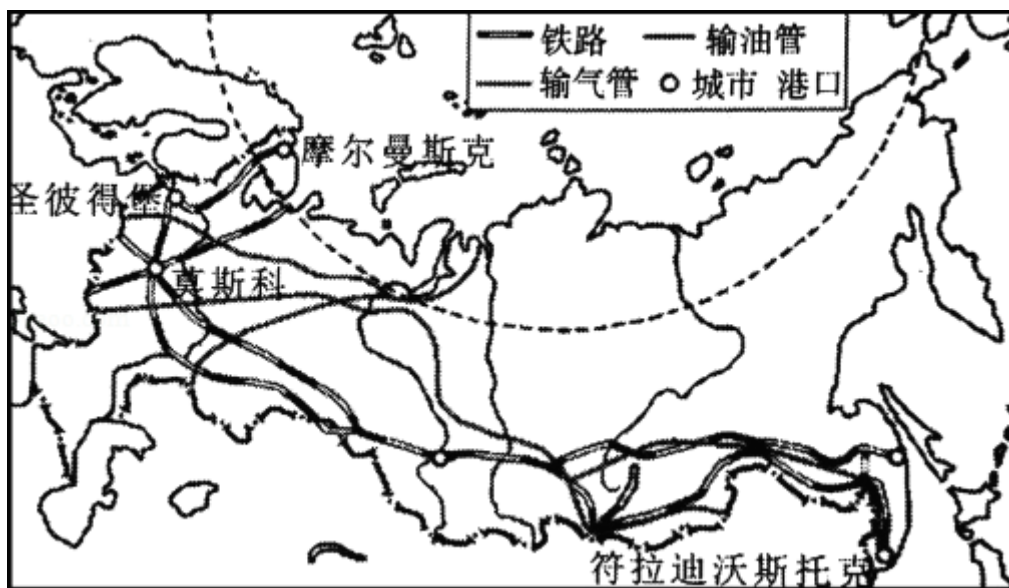 铁路 输油管
输气管 城市 港口
摩尔曼斯克
圣彼得堡
莫斯科
符拉迪沃斯托克